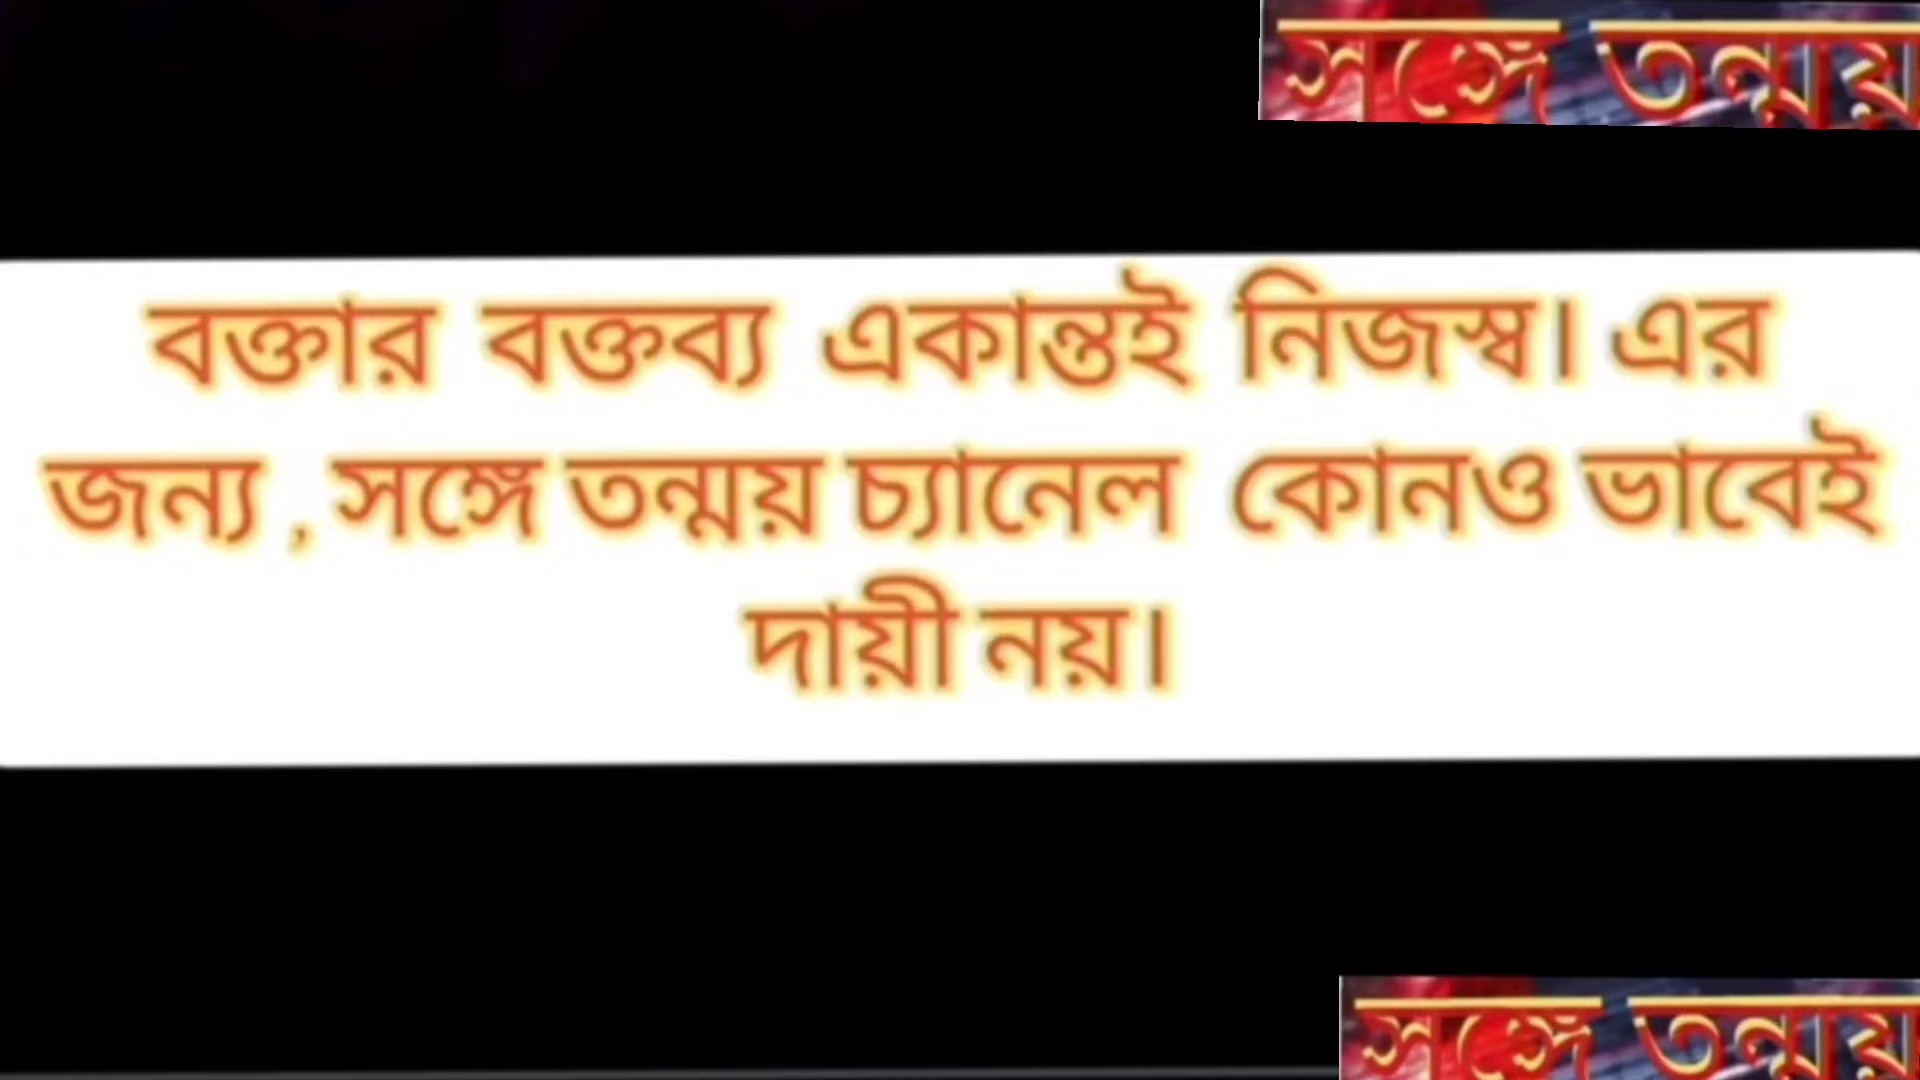 সঙ্গে তন্ময়
বক্তার বক্তব্য একান্তই নিজস্ব। এর
জন্য , সঙ্গে তন্ময় চ্যানেল কোনও ভাবেই
দায়ী নয়।
সঙ্গে তন্ময়